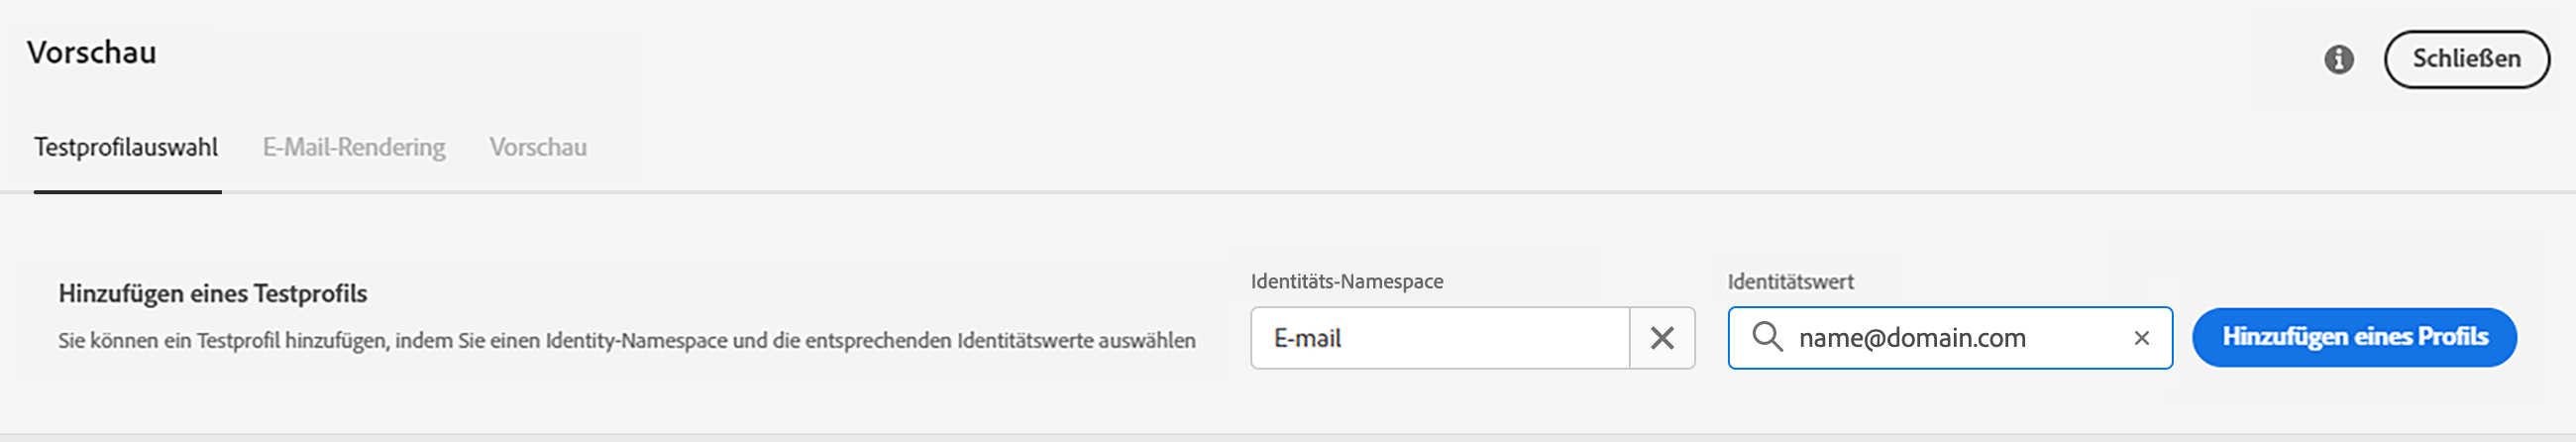 Vorschau
Schließen
Testprofilauswahl E-Mail-Rendering Vorschau
Identitäts-Namespace Identitätswert
Hinzufügen eines Testprofils
E-mail name@domain.com Hinzufügen eines Profils
Sie können ein Testprofil hinzufügen, indem Sie einen Identity-Namespace und die entsprechenden Identitätswerte auswählen